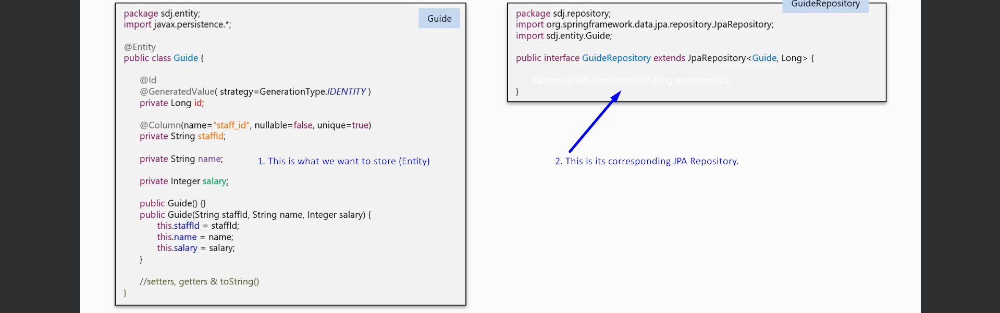 package sdj.entity;
import javax.persistence.*;
Guide
@Entity
public class Guide {
@Id
@GeneratedValue( strategy=GenerationType.IDENTITY )
private Long id;
@Column(name="staff_id", nullable=false, unique=true)
private String staffId;
private String name;
1. This is what we want to store (Entity)
private Integer salary;
public Guide() {}
public Guide(String staffId, String name, Integer salary) {
this.staffId = staffId;
this.name = name;
this.salary = salary;
}
//setters, getters & toString()
}
GuideRepository
package sdj.repository;
import org.springframework.data.jpa.repository.JpaRepository;
import sdj.entity.Guide;
public interface GuideRepository extends JpaRepository<Guide, Long> {
Student findByEnrollmentId(String enrollmentId);
}
2. This is its corresponding JPA Repository.